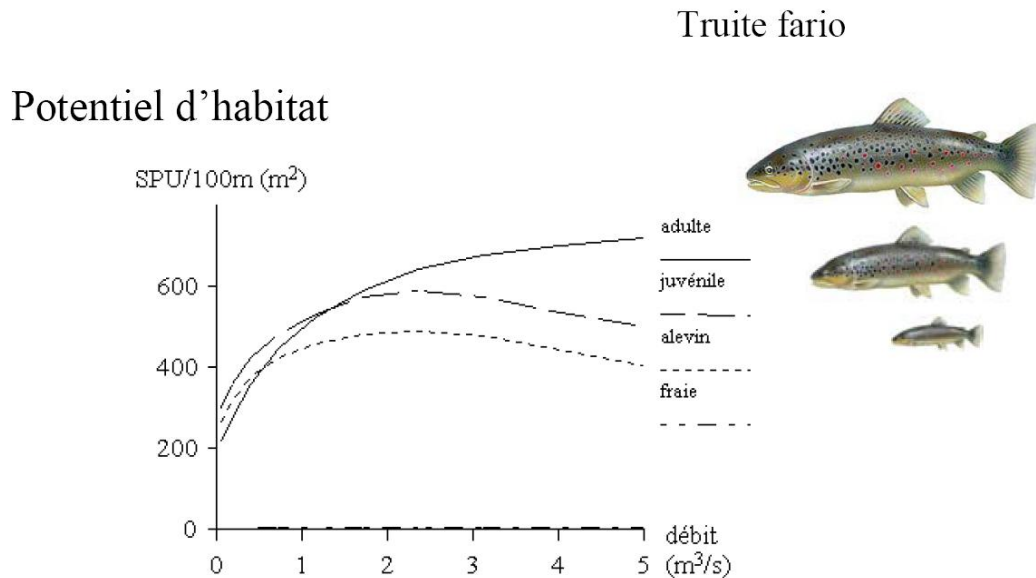 Truite fario
Potentiel d’habitat
SPU/100m (m²)
adulte
juvénile
alevin
fraie
600
400
200
0
0 1 2 3 4 5
débit
(m³/s)